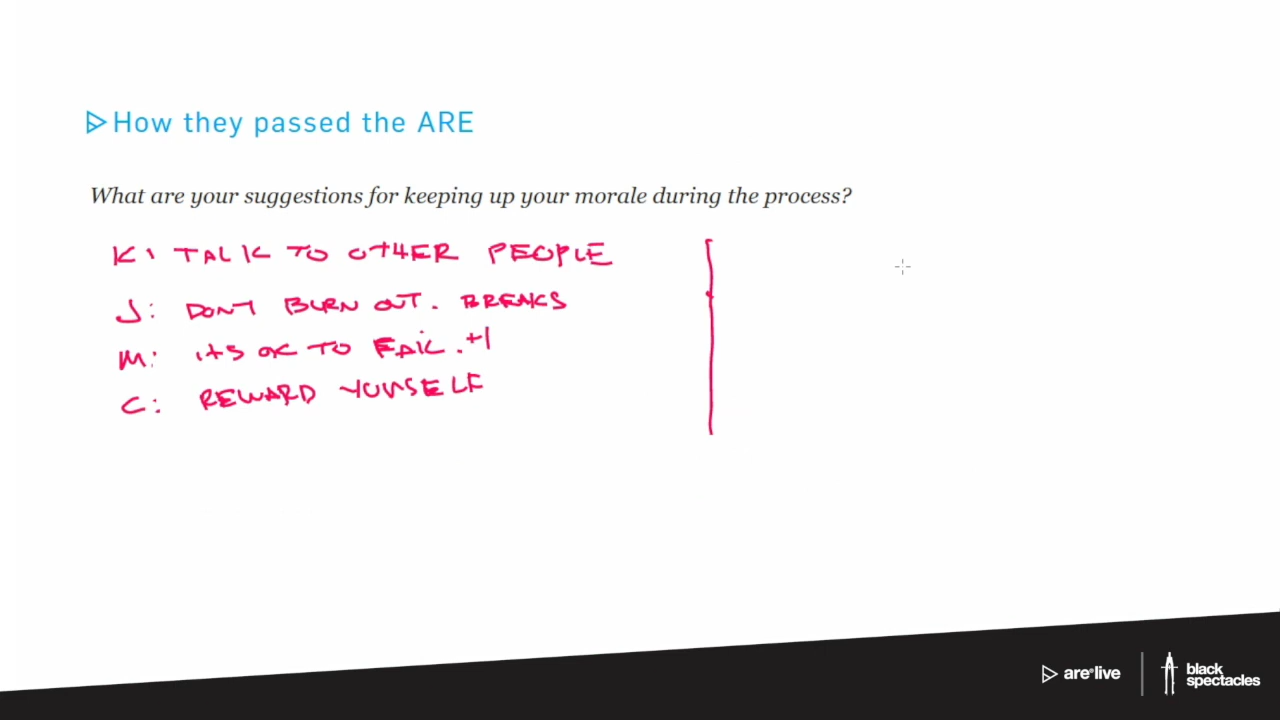 How they passed the ARE
What are your suggestions for keeping up your morale during the process?
K: TALK TO OTHER PEOPLE
J: DONT BURN OUT. BREAKS
M: ITS OK TO FAIL. +1
C: REWARD YOURSELF
are®live
black
spectacles